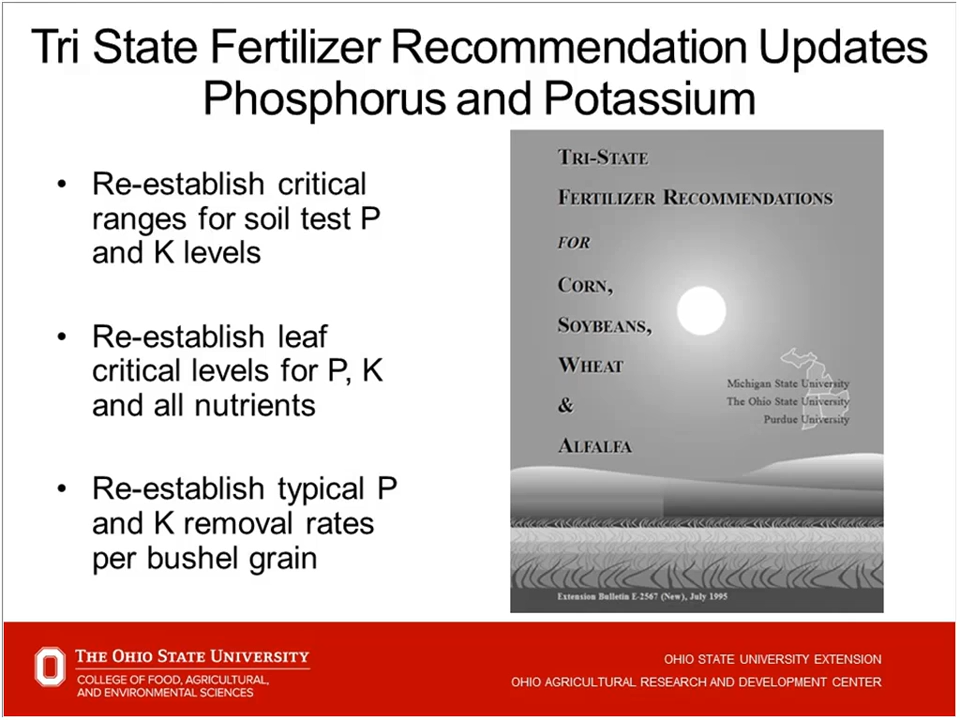 Tri State Fertilizer Recommendation Updates
Phosphorus and Potassium
• Re-establish critical
ranges for soil test P
and K levels
• Re-establish leaf
critical levels for P, K
and all nutrients
• Re-establish typical P
and K removal rates
per bushel grain
TRI-STATE
FERTILIZER RECOMMENDATIONS
FOR
CORN,
SOYBEANS,
WHEAT
&
ALFALFA
Michigan State University
The Ohio State University
Purdue University
Extension Bulletin E-2567 (New), July 1995
THE OHIO STATE UNIVERSITY
COLLEGE OF FOOD, AGRICULTURAL,
AND ENVIRONMENTAL SCIENCES
OHIO STATE UNIVERSITY EXTENSION
OHIO AGRICULTURAL RESEARCH AND DEVELOPMENT CENTER